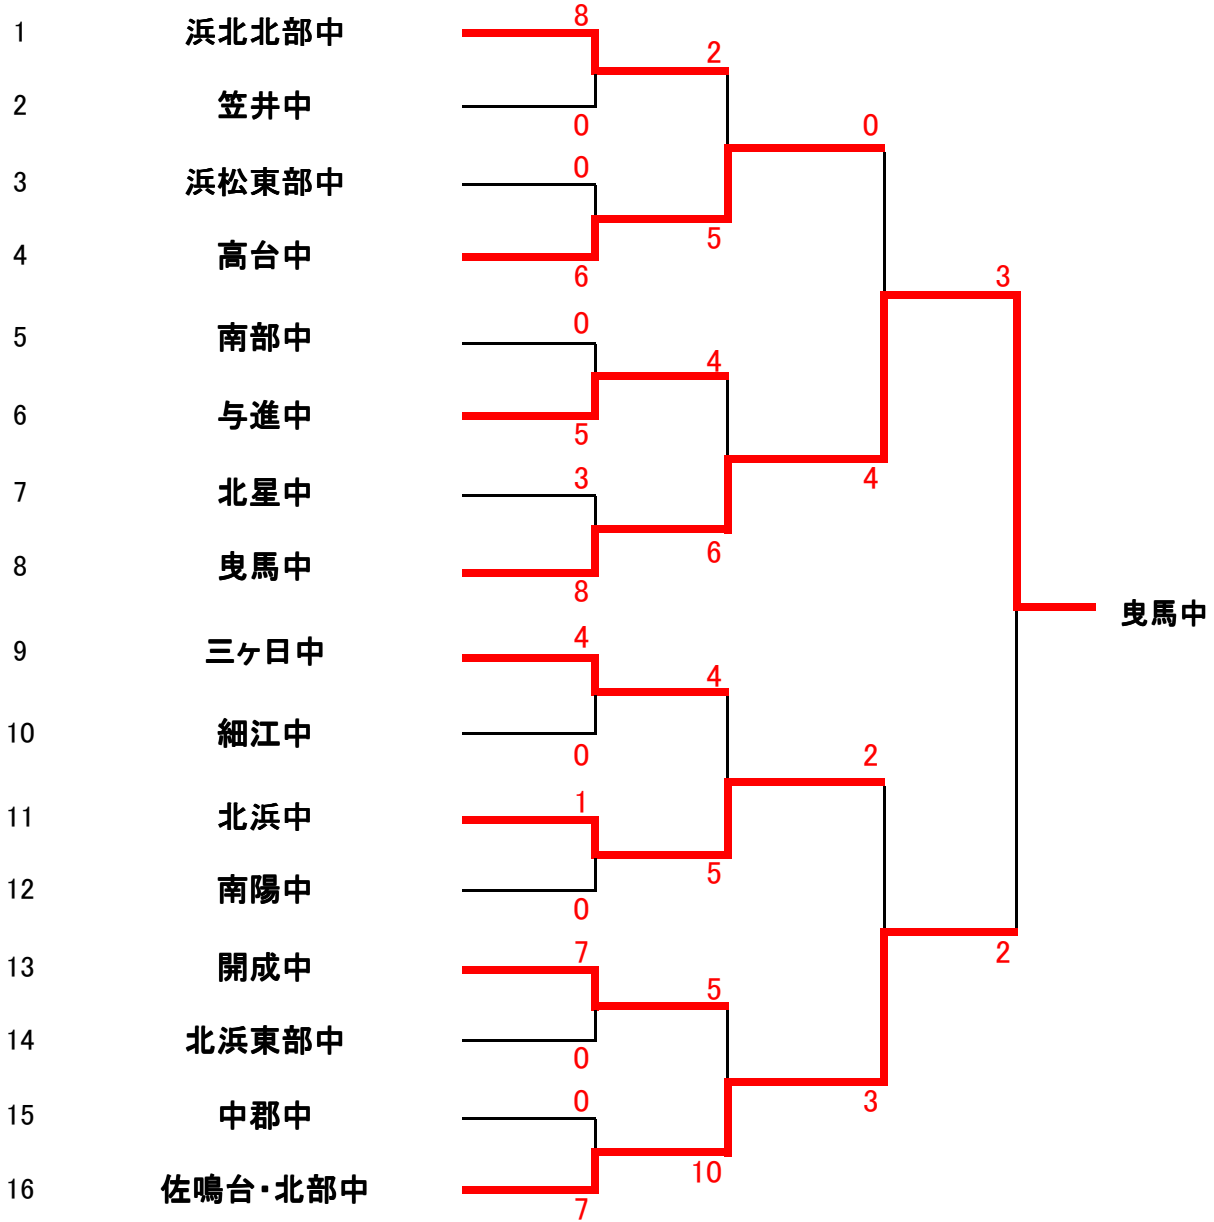 1 浜北北部中 8
2
2 笠井中 0
0
3 浜松東部中 0
5
4 高台中 6
3
5 南部中 0
4
6 与進中 5
7 北星中 3
4
6
8 曳馬中 8
曳馬中
9 三ヶ日中 4
4
10 細江中 0
2
11 北浜中 1
5
12 南陽中 0
13 開成中 7
2
5
14 北浜東部中 0
15 中郡中 0
3
10
16 佐鳴台・北部中 7